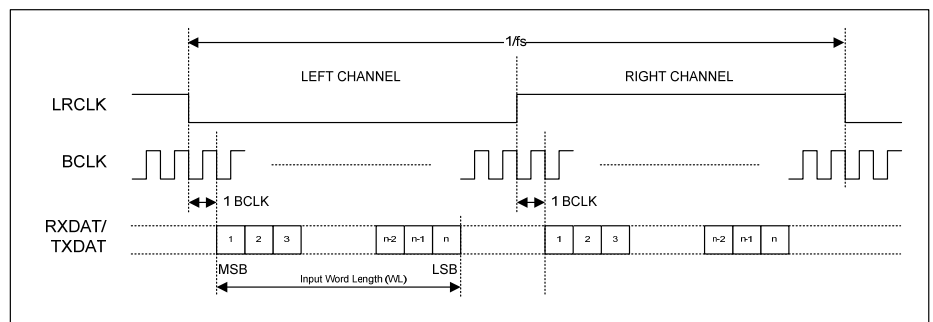 1/fs
LEFT CHANNEL RIGHT CHANNEL
LRCLK
BCLK
1 BCLK 1 BCLK
RXDAT/
TXDAT
1 2 3 n-2 n-1 n 1 2 3 n-2 n-1 n
MSB LSB
Input Word Length (WL)